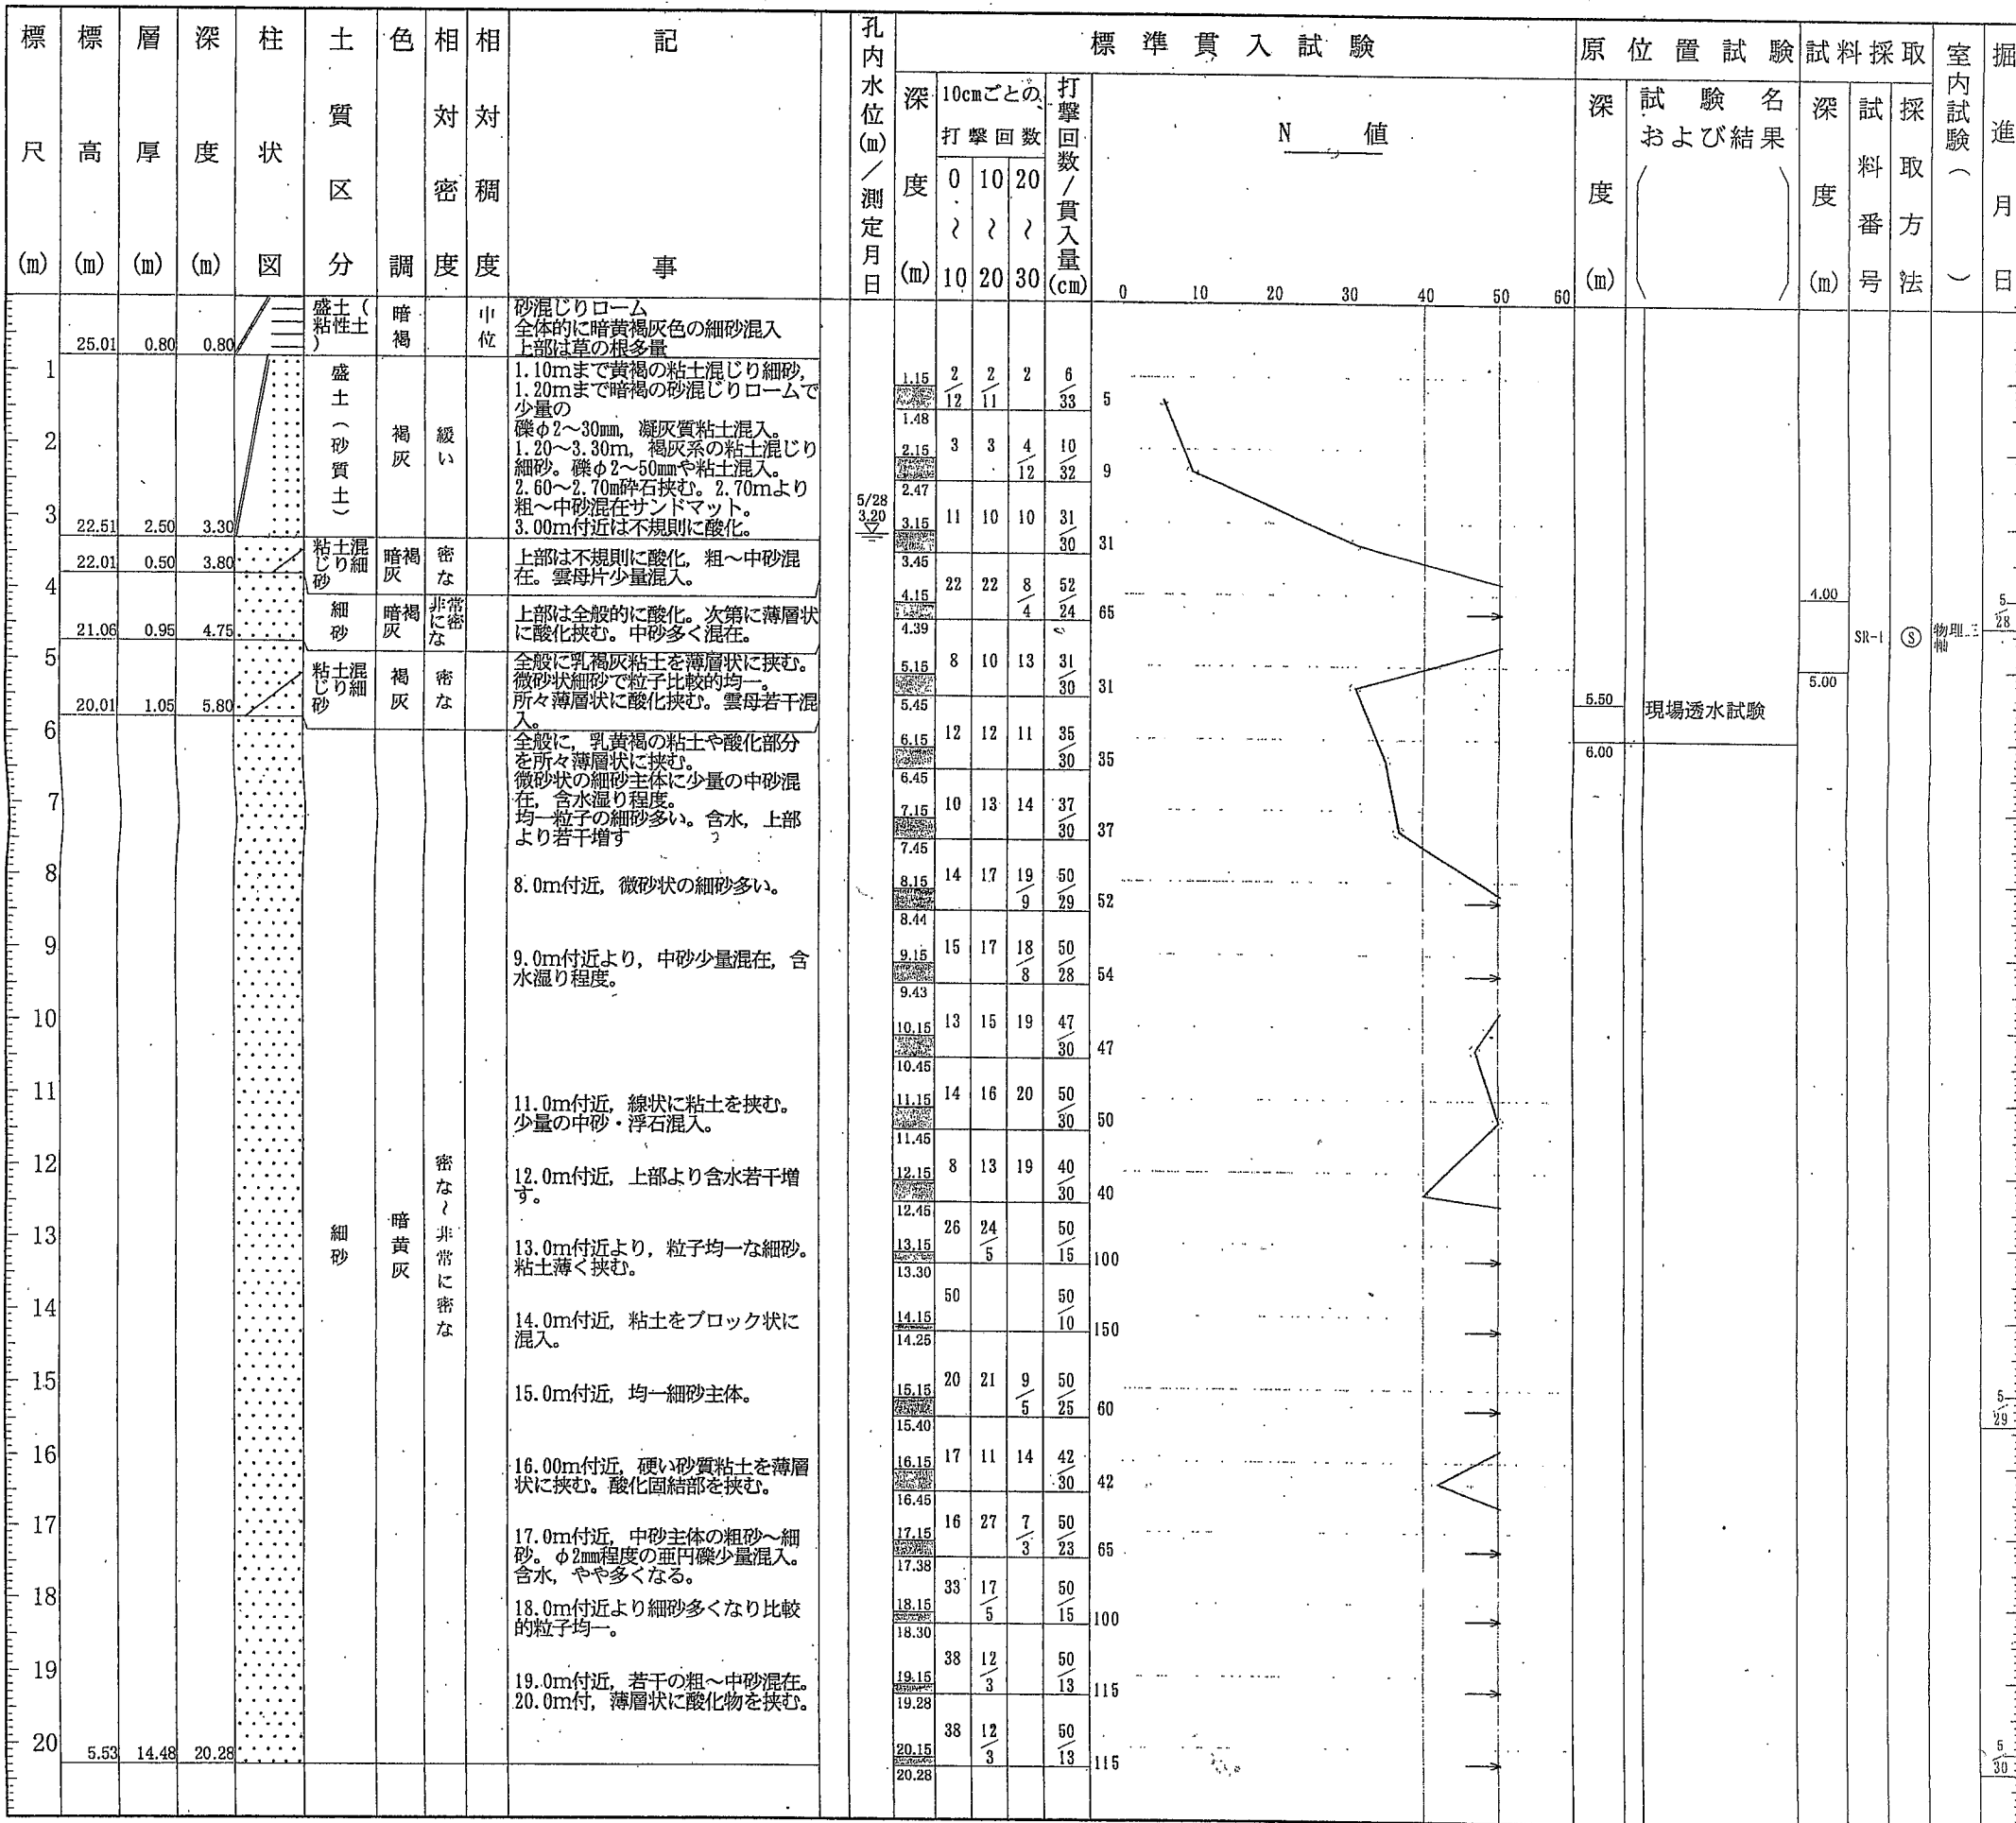 標尺(m)
標高(m)
層厚(m)
深度(m)
柱状図
土質区分
色調
相対密度
相対稠度
記事
孔内水位(m)/測定月日
標準貫入試験
深度(m)
10cmごとの
打撃回数
0~10
10~20
20~30
打撃回数/貫入量(cm)
N 値
0 10 20 30 40 50 60
原位置試験
深度(m)
試験名
および結果
試料採取
深度(m)
試料番号
採取方法
室内試験()
掘進月日
25.01 0.80 0.80
盛土(
粘性土
)
暗褐
中位
砂混じりローム
全体的に暗黄褐灰色の細砂混入
上部は草の根多量
22.51 2.50 3.30
盛土(砂質土)
褐灰
緩い
1.10mまで黄褐の粘土混じり細砂,
1.20mまで暗褐の砂混じりロームで
少量の
礫φ2~30mm, 凝灰質粘土混入。
1.20~3.30m, 褐灰系の粘土混じり
細砂。礫φ2~50mmや粘土混入。
2.60~2.70m砕石挟む。2.70mより
粗~中砂混在サンドマット。
3.00m付近は不規則に酸化。
22.01 0.50 3.80
粘土混
じり細
砂
暗褐
灰
密な
上部は不規則に酸化, 粗~中砂混
在。雲母片少量混入。
21.06 0.95 4.75
細砂
暗褐
灰
非常
に密
な
上部は全般的に酸化。次第に薄層状
に酸化挟む。中砂多く混在。
20.01 1.05 5.80
粘土混
じり細
砂
褐灰
密な
全般に乳褐灰粘土を薄層状に挟む。
微砂状細砂で粒子比較的均一。
所々薄層状に酸化挟む。雲母若干混
入。
5.53 14.48 20.28
細砂
暗黄灰
密な~非常に密な
全般に, 乳黄褐の粘土や酸化部分
を所々薄層状に挟む。
微砂状の細砂主体に少量の中砂混
在, 含水湿り程度。
均一粒子の細砂多い。含水, 上部
より若干増す
8.0m付近, 微砂状の細砂多い。
9.0m付近より, 中砂少量混在, 含
水湿り程度。
11.0m付近, 線状に粘土を挟む。
少量の中砂・浮石混入。
12.0m付近, 上部より含水若干増
す。
13.0m付近より, 粒子均一な細砂。
粘土薄く挟む。
14.0m付近, 粘土をブロック状に
混入。
15.0m付近, 均一細砂主体。
16.00m付近, 硬い砂質粘土を薄層
状に挟む。酸化固結部を挟む。
17.0m付近, 中砂主体の粗砂~細
砂。φ2mm程度の亜円礫少量混入。
含水, やや多くなる。
18.0m付近より細砂多くなり比較
的粒子均一。
19.0m付近, 若干の粗~中砂混在。
20.0m付, 薄層状に酸化物を挟む。
1
2
3
4
5
6
7
8
9
10
11
12
13
14
15
16
17
18
19
20
5/28
3.20
1.15 2/12 2/11 2 6/33 5
1.48
2.15 3 3 4/12 10/32 9
2.47
3.15 11 10 10 31/30 31
3.45
4.15 22 22 8/4 52/24 65
4.39
5.15 8 10 13 31/30 31
5.45
6.15 12 12 11 35/30 35
6.45
7.15 10 13 14 37/30 37
7.45
8.15 14 17 19/9 50/29 52
8.44
9.15 15 17 18/8 50/28 54
9.43
10.15 13 15 19 47/30 47
10.45
11.15 14 16 20 50/30 50
11.45
12.15 8 13 19 40/30 40
12.45
13.15 26 24/5 50/15 100
13.30
14.15 50 50/10 150
14.25
15.15 20 21 9/5 50/25 60
15.40
16.15 17 11 14 42/30 42
16.45
17.15 16 27 7/3 50/23 65
17.38
18.15 33 17/5 50/15 100
18.30
19.15 38 12/3 50/13 115
19.28
20.15 38 12/3 50/13 115
20.28
5.50
現場透水試験
6.00
4.00
SR-1 Ⓢ 物理三軸
5.00
5/28
5/29
5/30